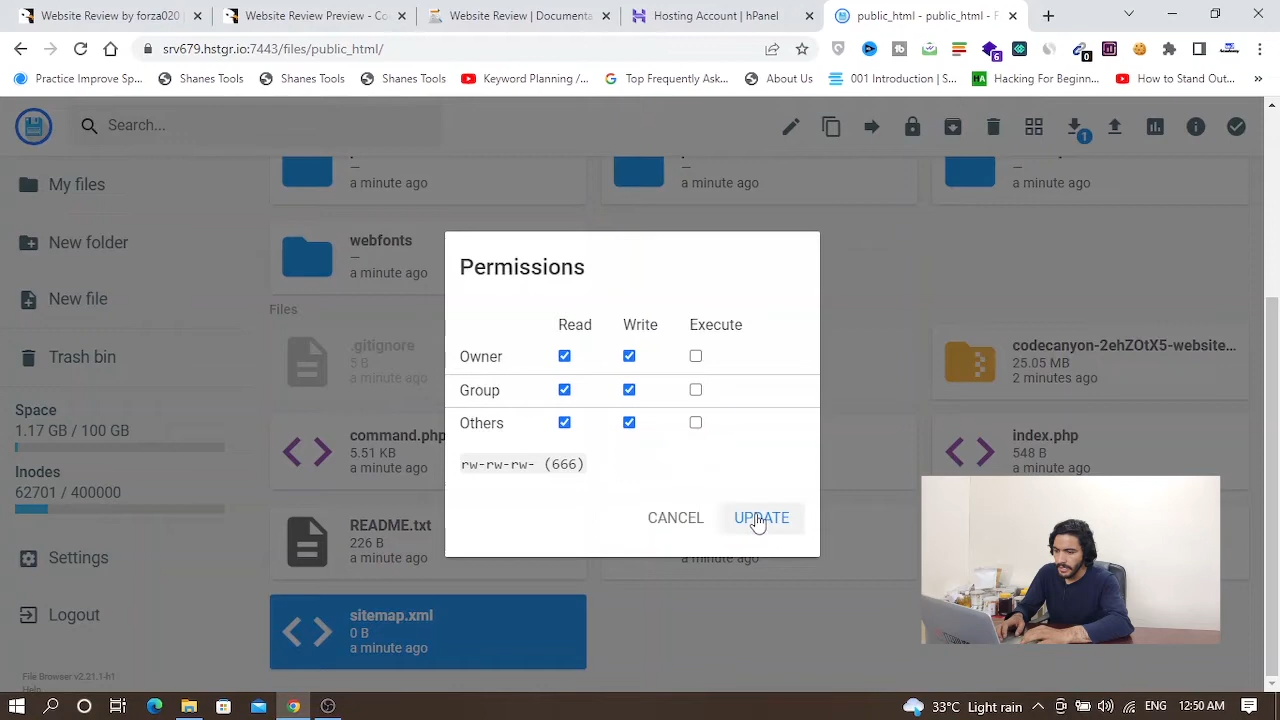 Website Review by forza020
Website Review Preview - Co
Website Review | Documenta
Hosting Account | hPanel
public_html - F
srv679.hstgr.io:7443/files/public_html/
6
0
Practice Improve Sp...
Shanes Tools
Shanes Tools
Shanes Tools
Keyword Planning /...
Top Frequently Ask...
About Us
001 Introduction | S...
HA
Hacking For Beginn...
How to Stand Out...
»
Search...
1
My files
New folder
New file
Trash bin
Space
1.17 GB / 100 GB
Inodes
62701 / 400000
Settings
Logout
File Browser v2.21.1-h1
Help
a minute ago
a minute ago
a minute ago
webfonts
—
a minute ago
Files
.gitignore
5 B
a minute ago
codecanyon-2ehZOtX5-website...
25.05 MB
2 minutes ago
command.php
5.51 KB
a minute ago
index.php
548 B
README.txt
226 B
a minute ago
a minute ago
sitemap.xml
0 B
a minute ago
Permissions
Read Write Execute
Owner
Group
Others
rw-rw-rw- (666)
CANCEL UPDATE
33°C Light rain
ENG
12:50 AM